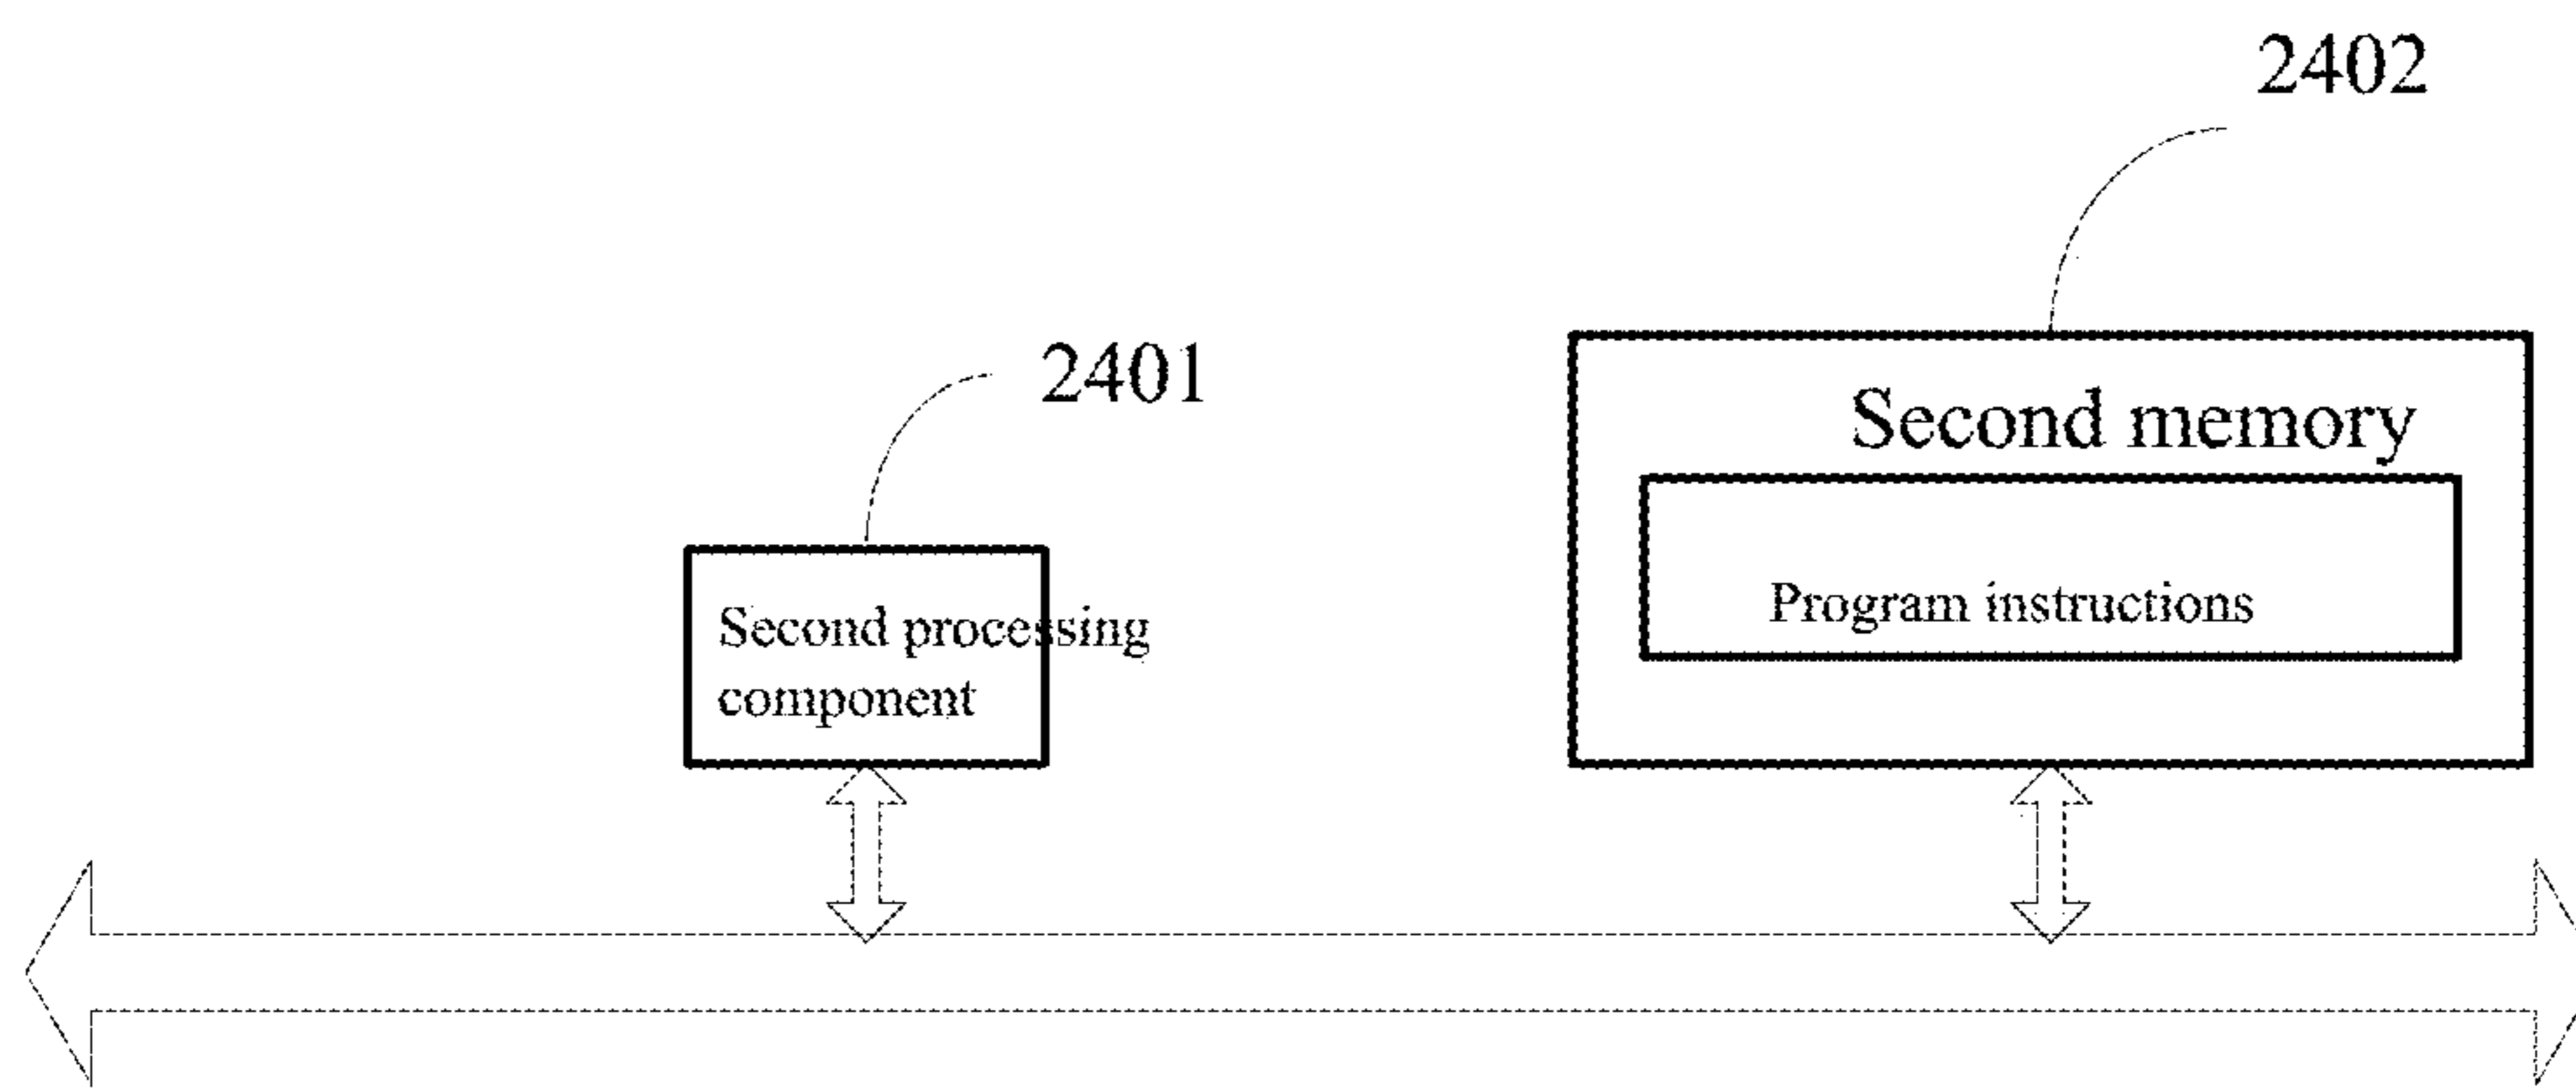 2402
2401
Second memory
Program instructions
Second processing
component